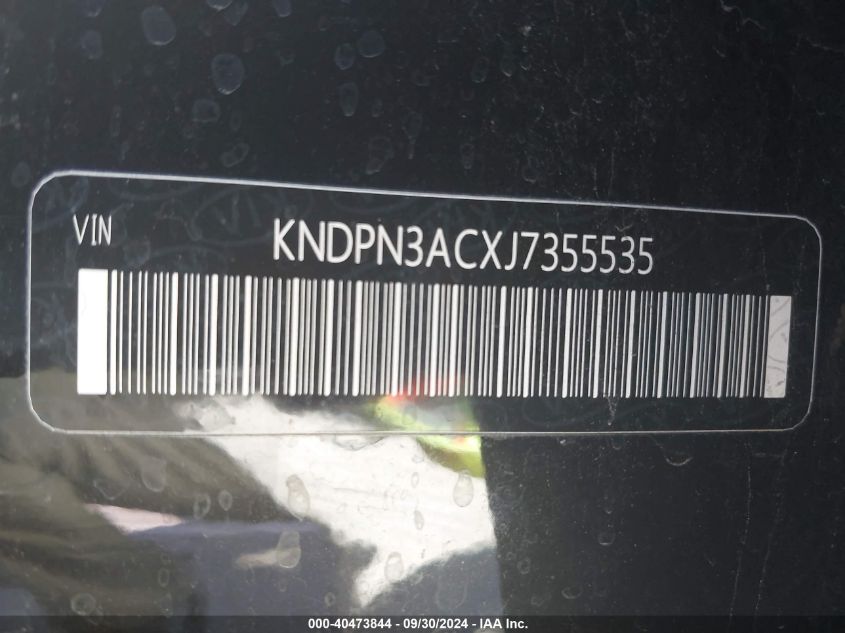 VIN
KNDPN3ACXJ7355535
000-40473844 - 09/30/2024 - IAA Inc.